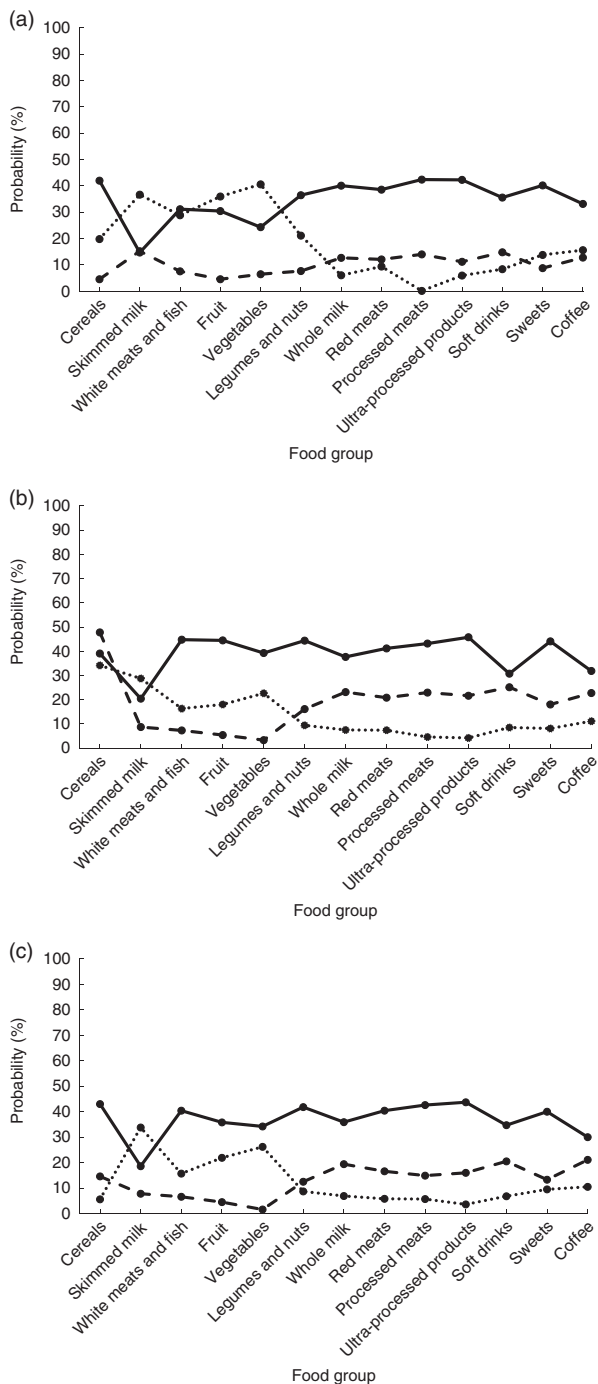 (a)
100
90
80
70
60
50
40
30
20
10
0
Probability (%)
Cereals
Skimmed milk
White meats and fish
Fruit
Vegetables
Legumes and nuts
Whole milk
Red meats
Processed meats
Ultra-processed products
Soft drinks
Sweets
Coffee
Food group
(b)
100
90
80
70
60
50
40
30
20
10
0
Probability (%)
Cereals
Skimmed milk
White meats and fish
Fruit
Vegetables
Legumes and nuts
Whole milk
Red meats
Processed meats
Ultra-processed products
Soft drinks
Sweets
Coffee
Food group
(c)
100
90
80
70
60
50
40
30
20
10
0
Probability (%)
Cereals
Skimmed milk
White meats and fish
Fruit
Vegetables
Legumes and nuts
Whole milk
Red meats
Processed meats
Ultra-processed products
Soft drinks
Sweets
Coffee
Food group